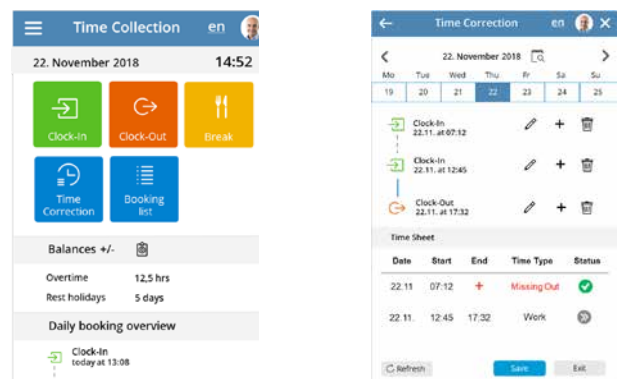 Time Collection en
22. November 2018 14:52
Clock-In Clock-Out Break
Time
Correction
Booking
list
Balances +/-
Overtime 12,5 hrs
Rest holidays 5 days
Daily booking overview
Clock-In
today at 13:08
Time Correction en
22. November 2018
Mo Tue Wed Thu Fr Sa Su
19 20 21 22 23 24 25
Clock-In
22.11. at 07:12
Clock-In
22.11. at 12:45
Clock-Out
22.11. at 17:32
Time Sheet
Date Start End Time Type Status
22.11 07:12 + Missing Out
22.11. 12:45 17:32 Work
Refresh Save Exit